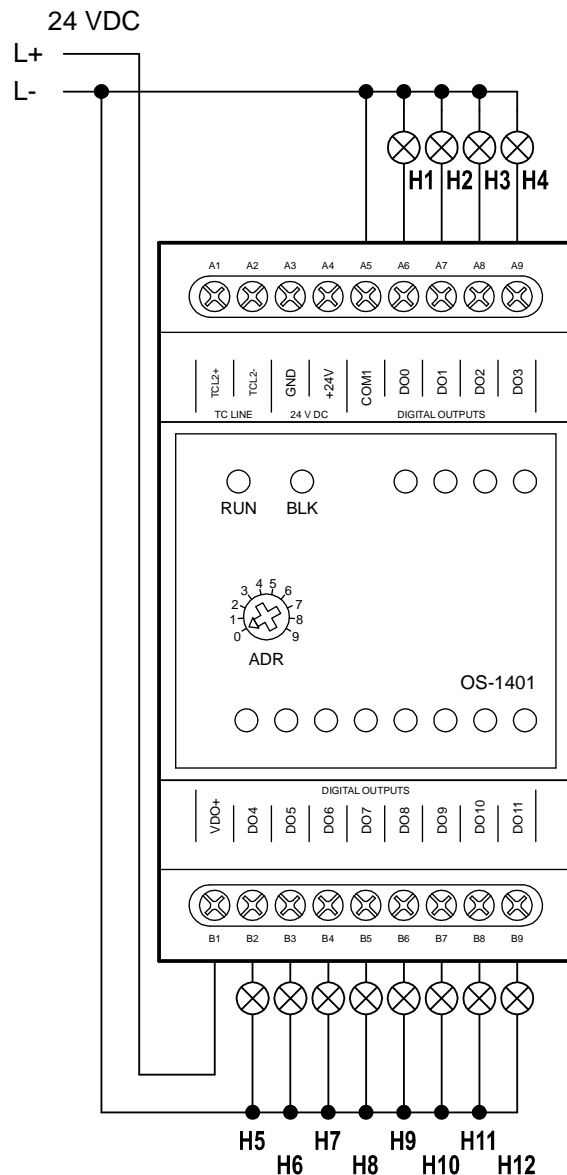 24 VDC
L+
L-
H1 H2 H3 H4
A1 A2 A3 A4 A5 A6 A7 A8 A9
TCL2+ TCL2- GND +24V COM1 DO0 DO1 DO2 DO3
TC LINE 24 V DC DIGITAL OUTPUTS
RUN BLK
0 1 2 3 4 5 6 7 8 9
ADR
OS-1401
DIGITAL OUTPUTS
VDO+ DO4 DO5 DO6 DO7 DO8 DO9 DO10 DO11
B1 B2 B3 B4 B5 B6 B7 B8 B9
H5 H7 H9 H11
H6 H8 H10 H12